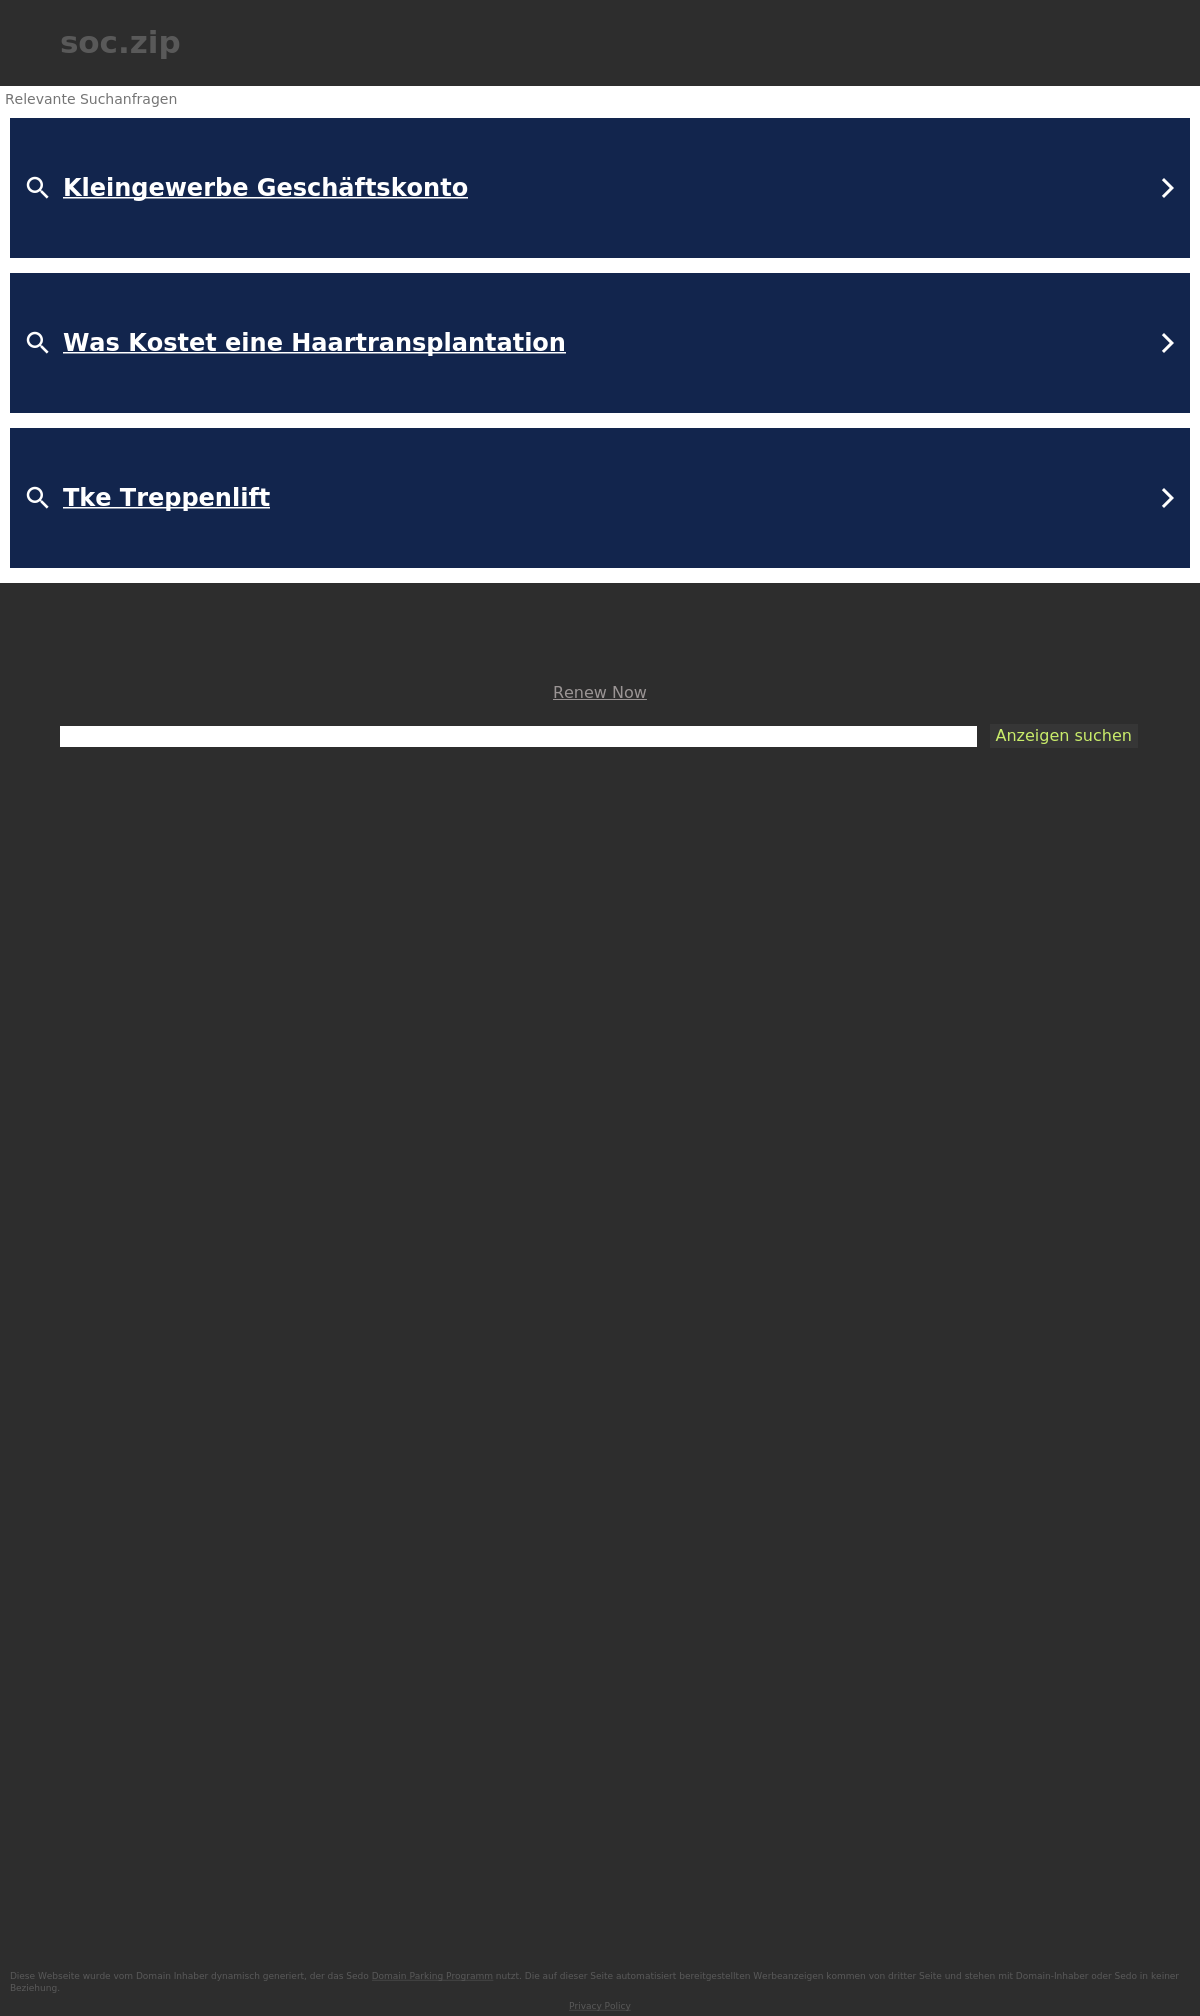 soc.zip
Relevante Suchanfragen
Kleingewerbe Geschäftskonto
Was Kostet eine Haartransplantation
Tke Treppenlift
Renew Now
Anzeigen suchen
Diese Webseite wurde vom Domain Inhaber dynamisch generiert, der das Sedo Domain Parking Programm nutzt. Die auf dieser Seite automatisiert bereitgestellten Werbeanzeigen kommen von dritter Seite und stehen mit Domain-Inhaber oder Sedo in keiner
Beziehung.
Privacy Policy